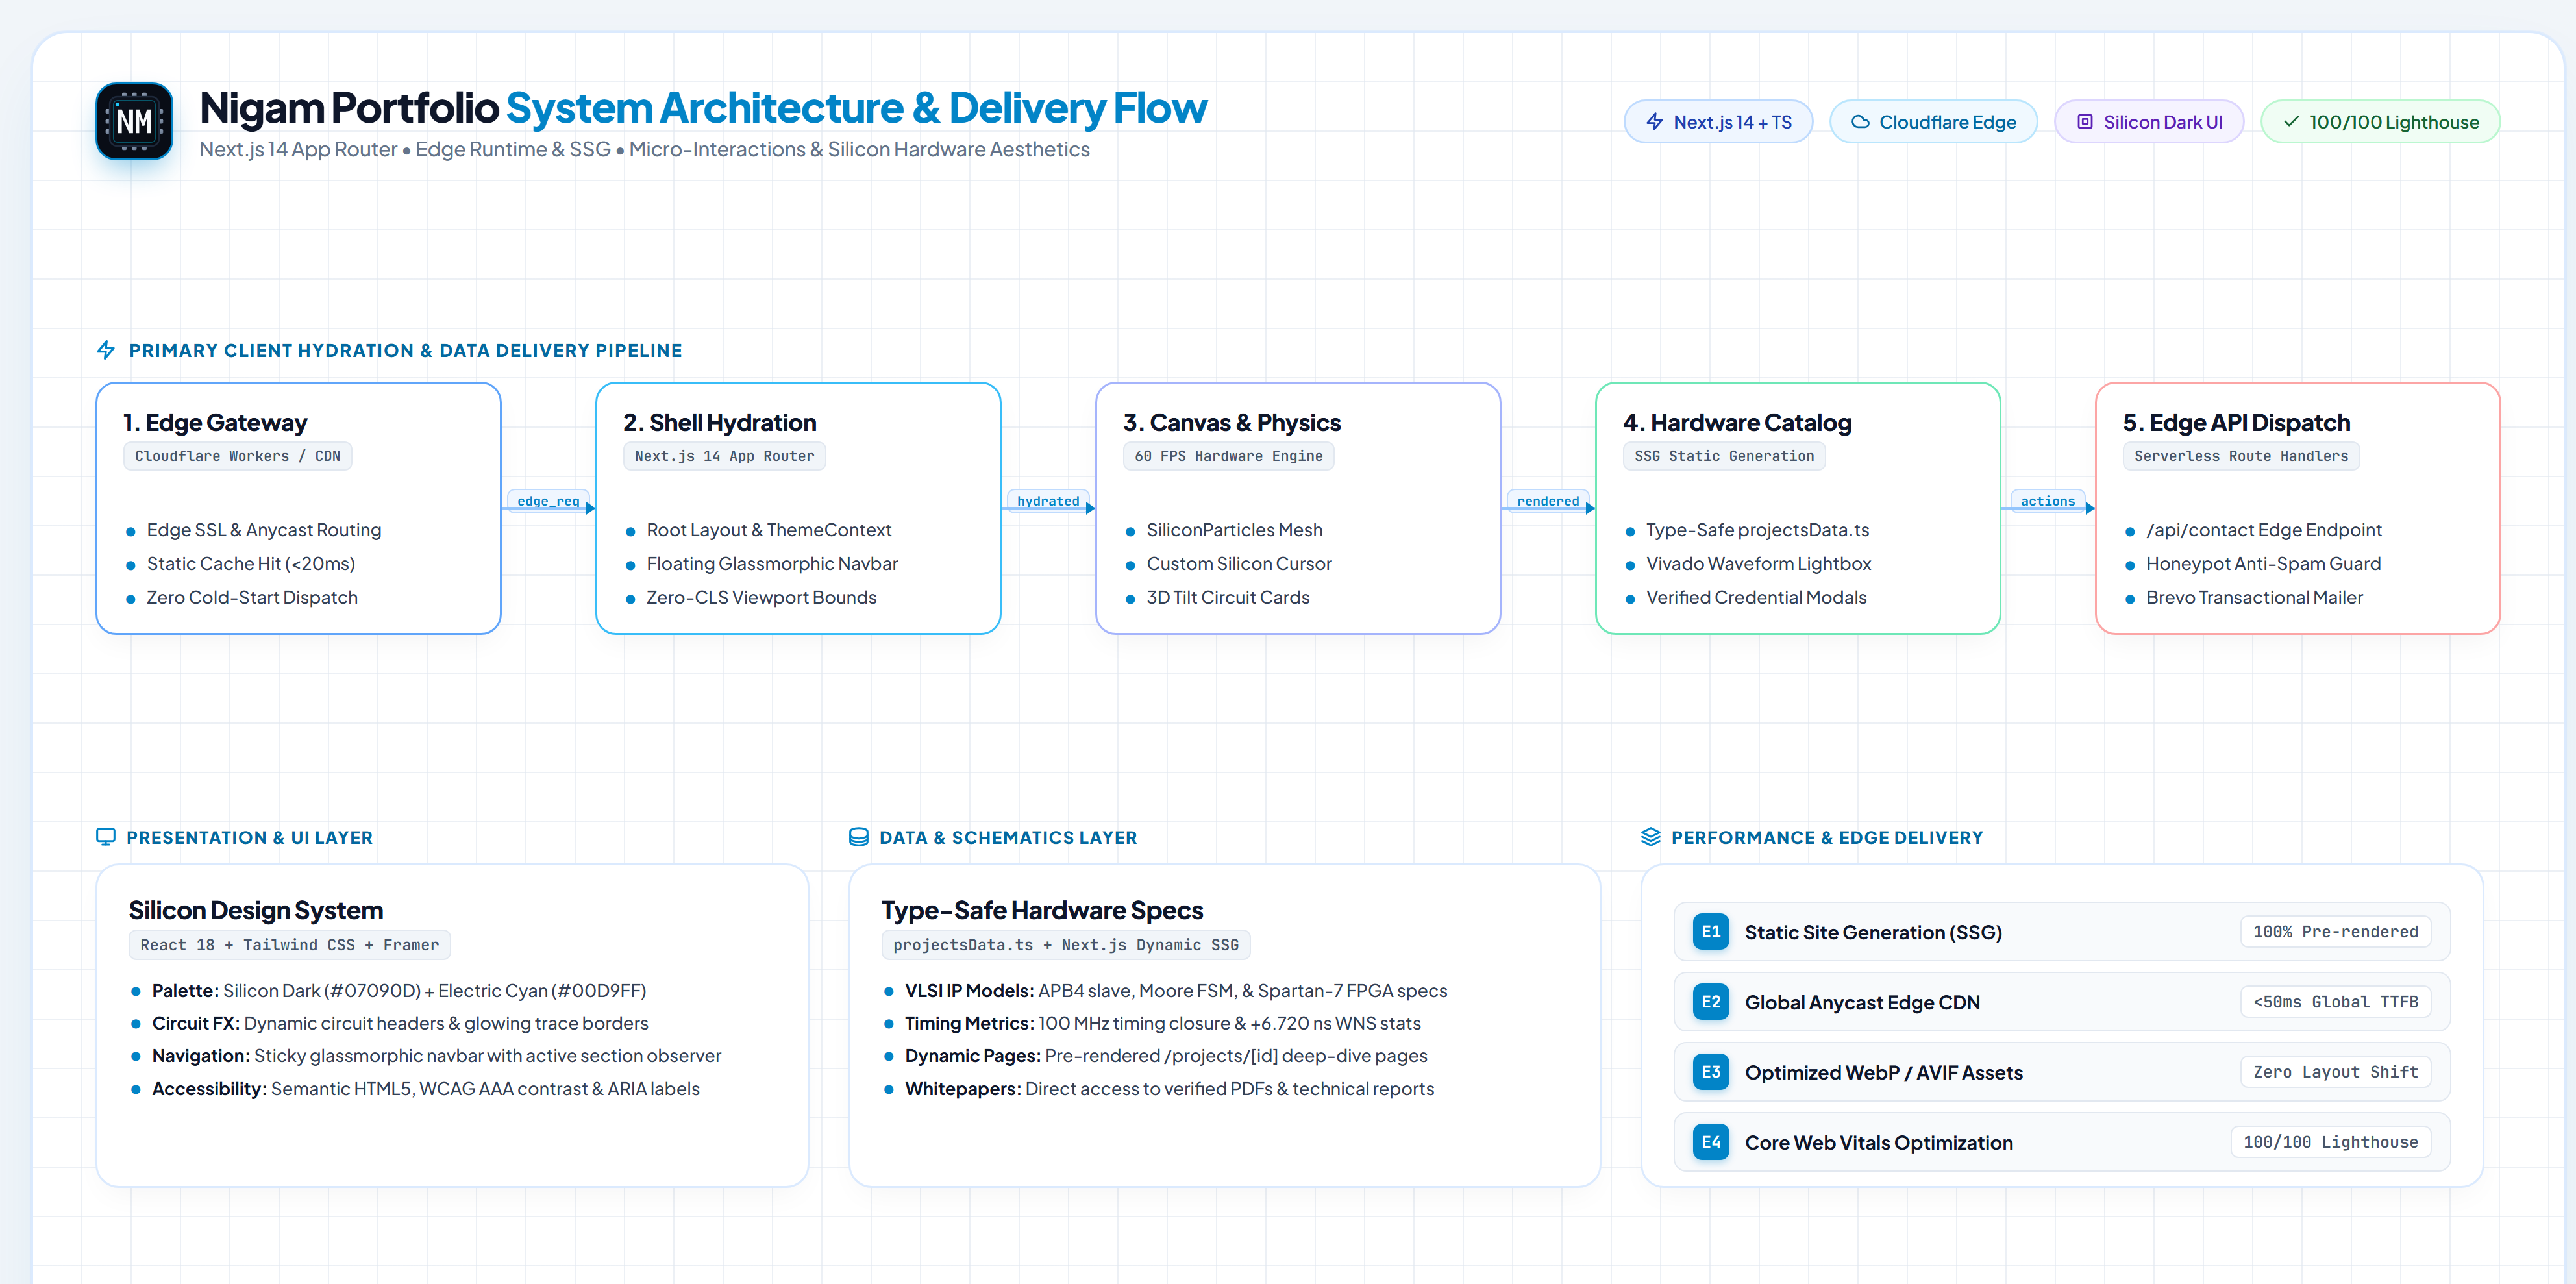 NM
Nigam Portfolio System Architecture & Delivery Flow
Next.js 14 App Router • Edge Runtime & SSG • Micro-Interactions & Silicon Hardware Aesthetics
Next.js 14 + TS
Cloudflare Edge
Silicon Dark UI
100/100 Lighthouse
PRIMARY CLIENT HYDRATION & DATA DELIVERY PIPELINE
1. Edge Gateway
Cloudflare Workers / CDN
Edge SSL & Anycast Routing
Static Cache Hit (<20ms)
Zero Cold-Start Dispatch
edge_req
2. Shell Hydration
Next.js 14 App Router
Root Layout & ThemeContext
Floating Glassmorphic Navbar
Zero-CLS Viewport Bounds
hydrated
3. Canvas & Physics
60 FPS Hardware Engine
SiliconParticles Mesh
Custom Silicon Cursor
3D Tilt Circuit Cards
rendered
4. Hardware Catalog
SSG Static Generation
Type-Safe projectsData.ts
Vivado Waveform Lightbox
Verified Credential Modals
actions
5. Edge API Dispatch
Serverless Route Handlers
/api/contact Edge Endpoint
Honeypot Anti-Spam Guard
Brevo Transactional Mailer
PRESENTATION & UI LAYER
Silicon Design System
React 18 + Tailwind CSS + Framer
Palette: Silicon Dark (#07090D) + Electric Cyan (#00D9FF)
Circuit FX: Dynamic circuit headers & glowing trace borders
Navigation: Sticky glassmorphic navbar with active section observer
Accessibility: Semantic HTML5, WCAG AAA contrast & ARIA labels
DATA & SCHEMATICS LAYER
Type-Safe Hardware Specs
projectsData.ts + Next.js Dynamic SSG
VLSI IP Models: APB4 slave, Moore FSM, & Spartan-7 FPGA specs
Timing Metrics: 100 MHz timing closure & +6.720 ns WNS stats
Dynamic Pages: Pre-rendered /projects/[id] deep-dive pages
Whitepapers: Direct access to verified PDFs & technical reports
PERFORMANCE & EDGE DELIVERY
E1 Static Site Generation (SSG) 100% Pre-rendered
E2 Global Anycast Edge CDN <50ms Global TTFB
E3 Optimized WebP / AVIF Assets Zero Layout Shift
E4 Core Web Vitals Optimization 100/100 Lighthouse